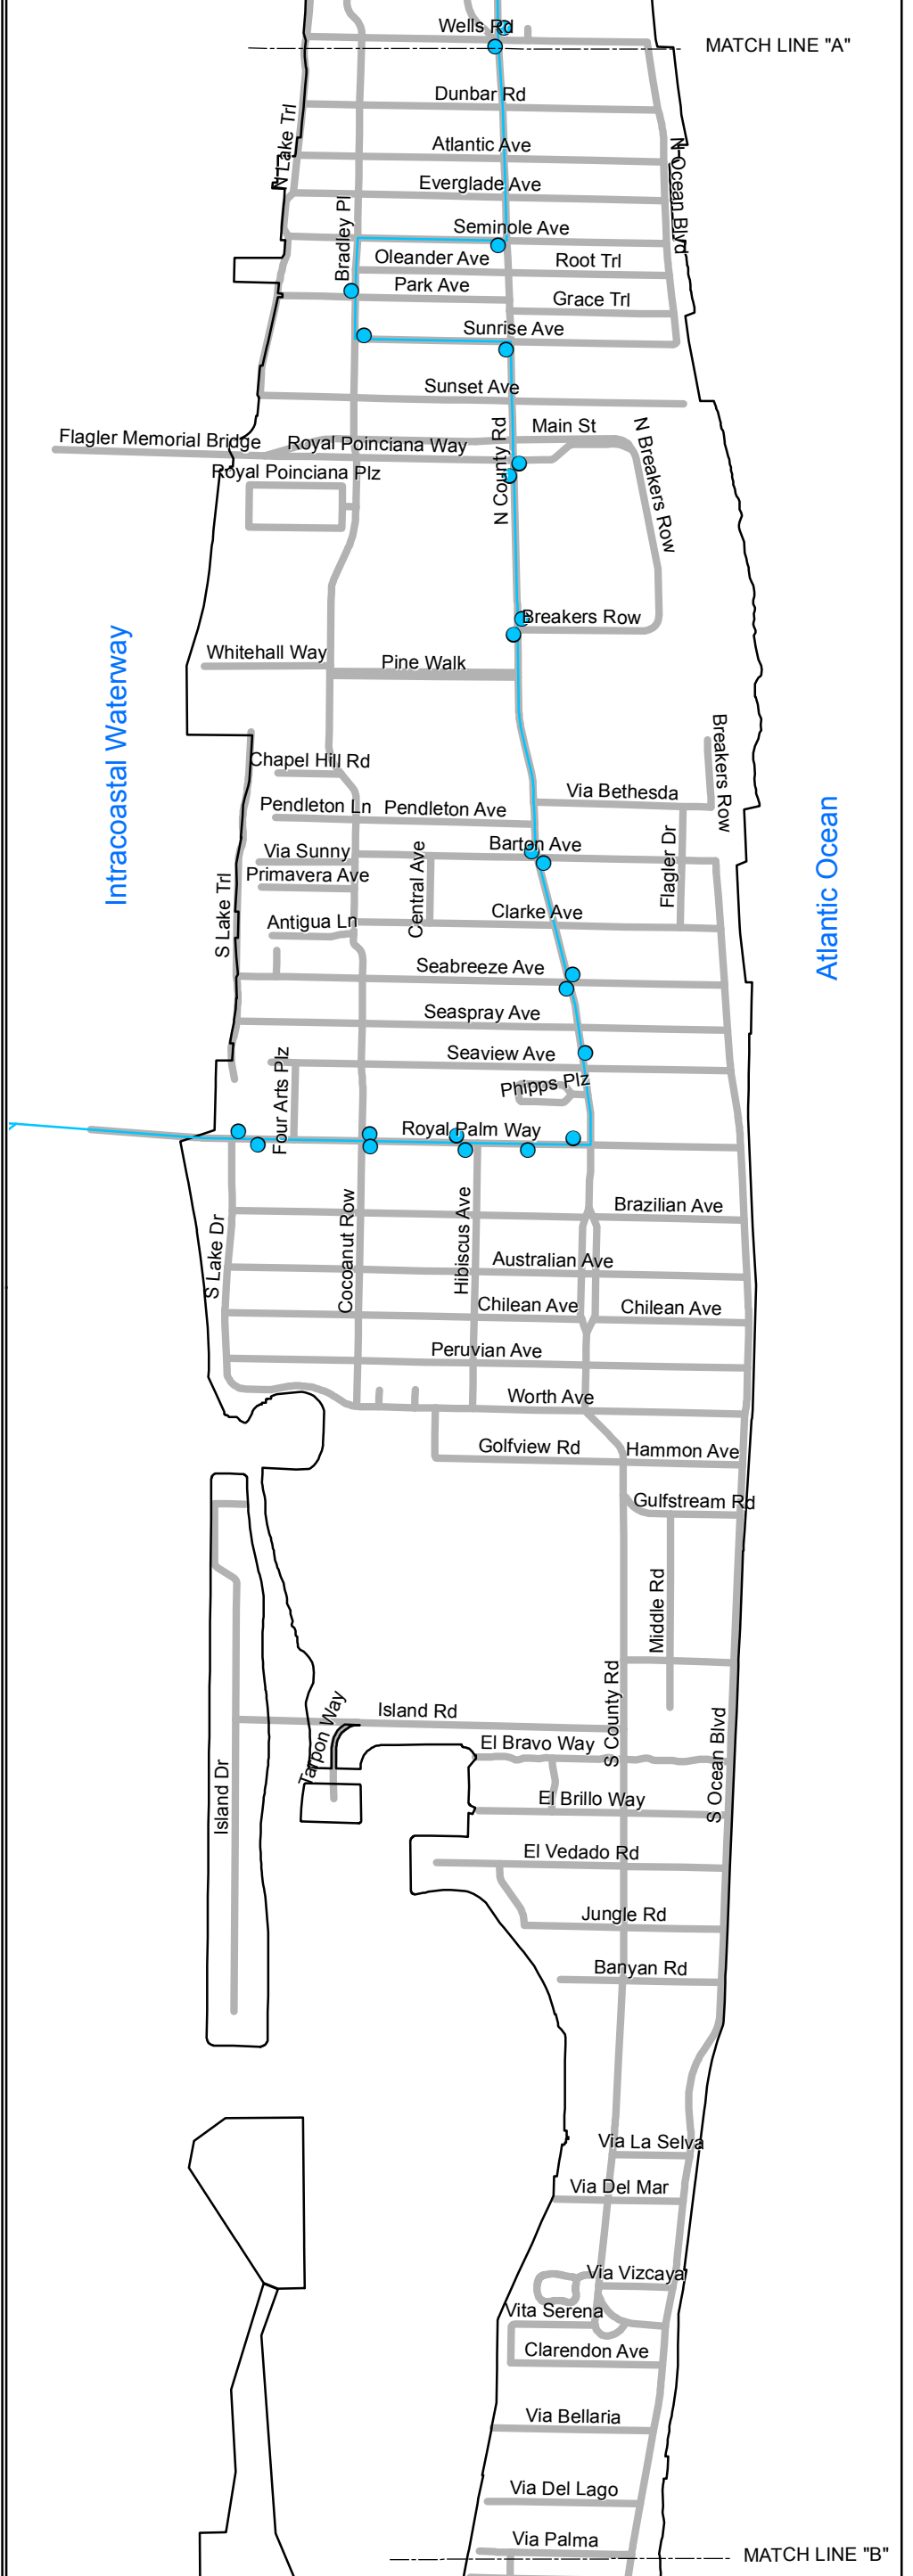 Wells Rd
MATCH LINE "A"
Dunbar Rd
N Lake Trl
Atlantic Ave
N Ocean Blvd
Everglade Ave
Bradley Pl
Seminole Ave
Oleander Ave
Root Trl
Park Ave
Grace Trl
Sunrise Ave
Sunset Ave
Main St
Flagler Memorial Bridge
Royal Poinciana Way
N County Rd
N Breakers Row
Royal Poinciana Plz
Breakers Row
Intracoastal Waterway
Whitehall Way
Pine Walk
Chapel Hill Rd
Breakers Row
Via Bethesda
Pendleton Ln
Pendleton Ave
Via Sunny
Barton Ave
Primavera Ave
Central Ave
Flagler Dr
Atlantic Ocean
S Lake Trl
Antigua Ln
Clarke Ave
Seabreeze Ave
Seaspray Ave
Seaview Ave
Four Arts Plz
Phipps Plz
Royal Palm Way
Brazilian Ave
S Lake Dr
Cocoanut Row
Hibiscus Ave
Australian Ave
Chilean Ave
Chilean Ave
Peruvian Ave
Worth Ave
Golfview Rd
Hammon Ave
Gulfstream Rd
Middle Rd
S County Rd
Island Rd
Tarpon Way
El Bravo Way
S Ocean Blvd
Island Dr
El Brillo Way
El Vedado Rd
Jungle Rd
Banyan Rd
Via La Selva
Via Del Mar
Via Vizcaya
Vita Serena
Clarendon Ave
Via Bellaria
Via Del Lago
Via Palma
MATCH LINE "B"